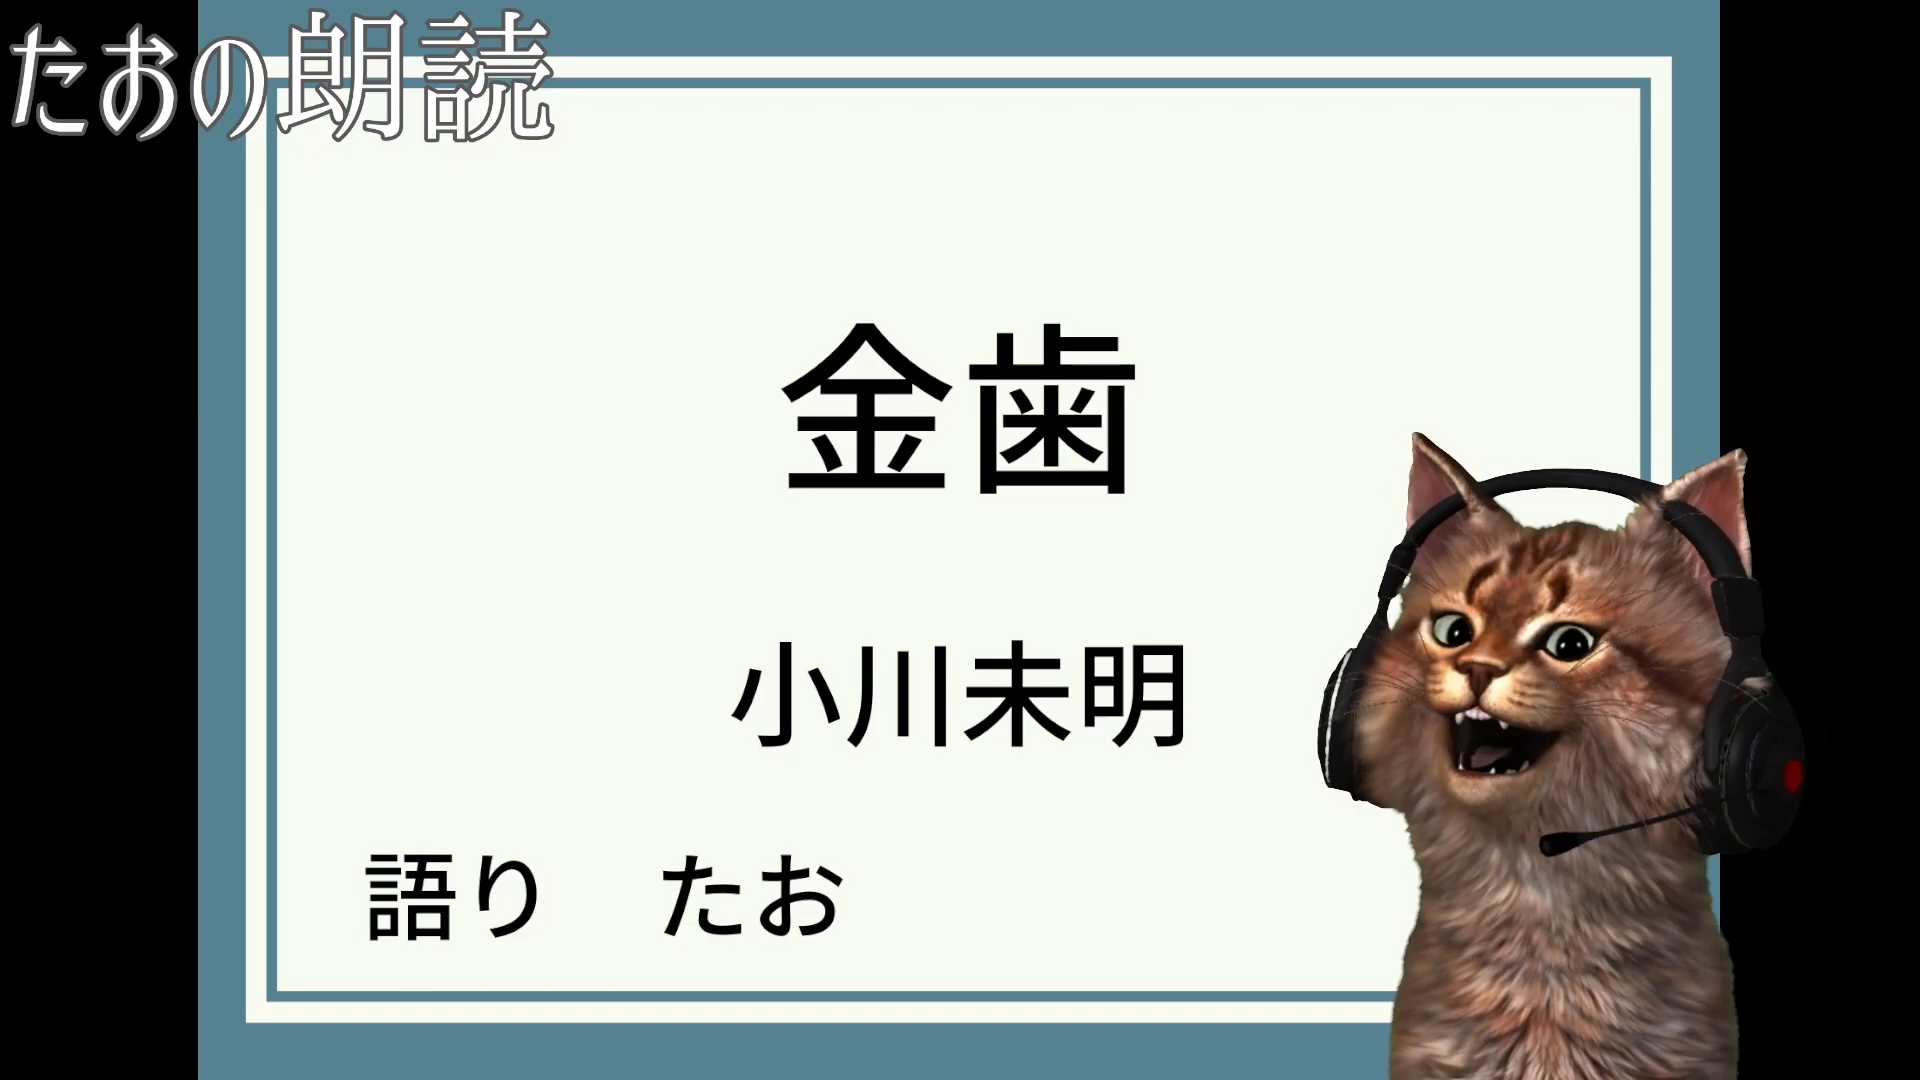 たおの朗読
金歯
小川未明
語り　たお